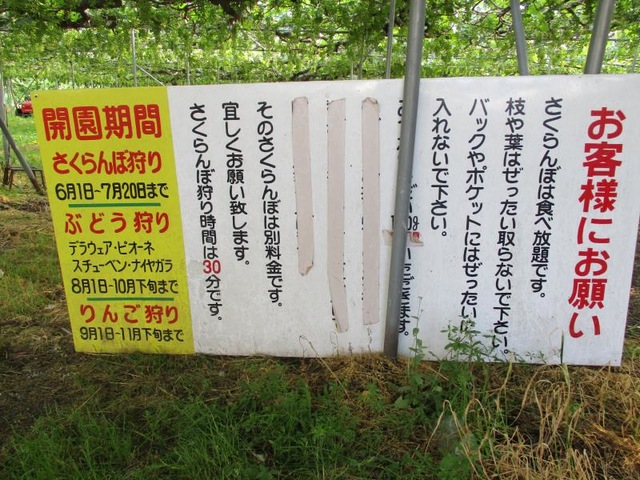 お客様にお願い
さくらんぼは食べ放題です。
枝や葉はぜったい取らないで下さい。
バックやポケットにはぜったいに
入れないで下さい。
そのさくらんぼは別料金です。
宜しくお願い致します。
さくらんぼ狩り時間は30分です。
開園期間
さくらんぼ狩り
6月1日~7月20日まで
ぶどう狩り
デラウェア・ピオーネ
スチューベン・ナイヤガラ
8月1日~10月下旬まで
りんご狩り
9月1日~11月下旬まで